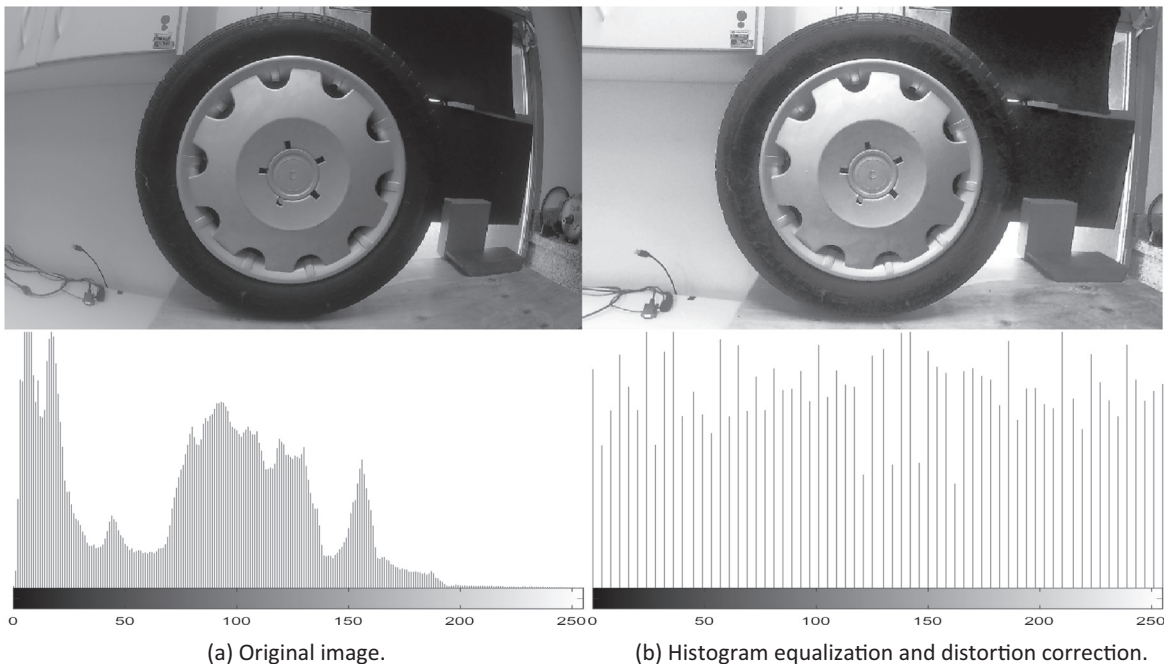 0 50 100 150 200 250
0 50 100 150 200 250
(a) Original image.
(b) Histogram equalization and distortion correction.